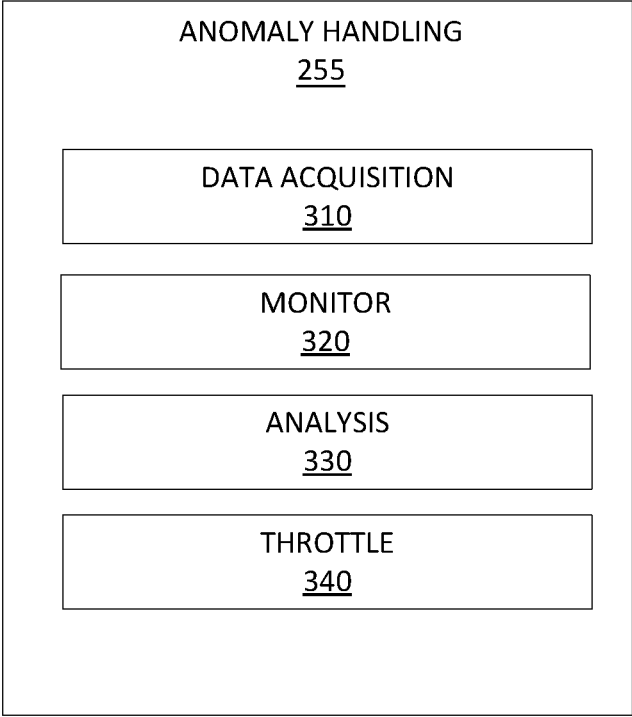 ANOMALY HANDLING
255
DATA ACQUISITION
310
MONITOR
320
ANALYSIS
330
THROTTLE
340